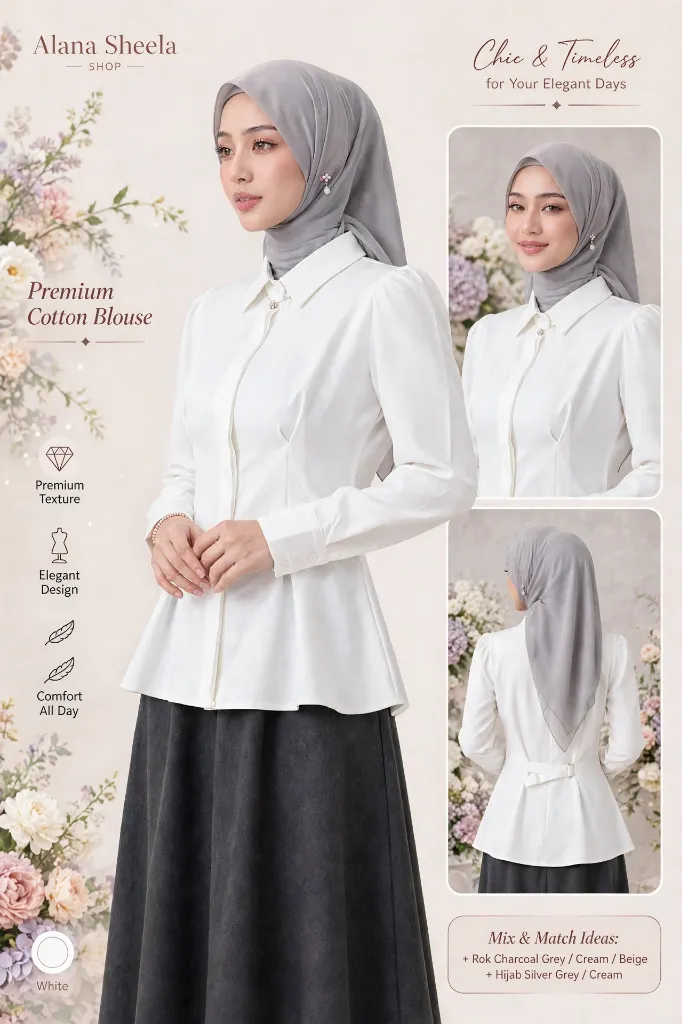 Alana Sheela
SHOP
Chic & Timeless
for Your Elegant Days
Premium
Cotton Blouse
Premium
Texture
Elegant
Design
Comfort
All Day
White
Mix & Match Ideas:
+ Rok Charcoal Grey / Cream / Beige
+ Hijab Silver Grey / Cream